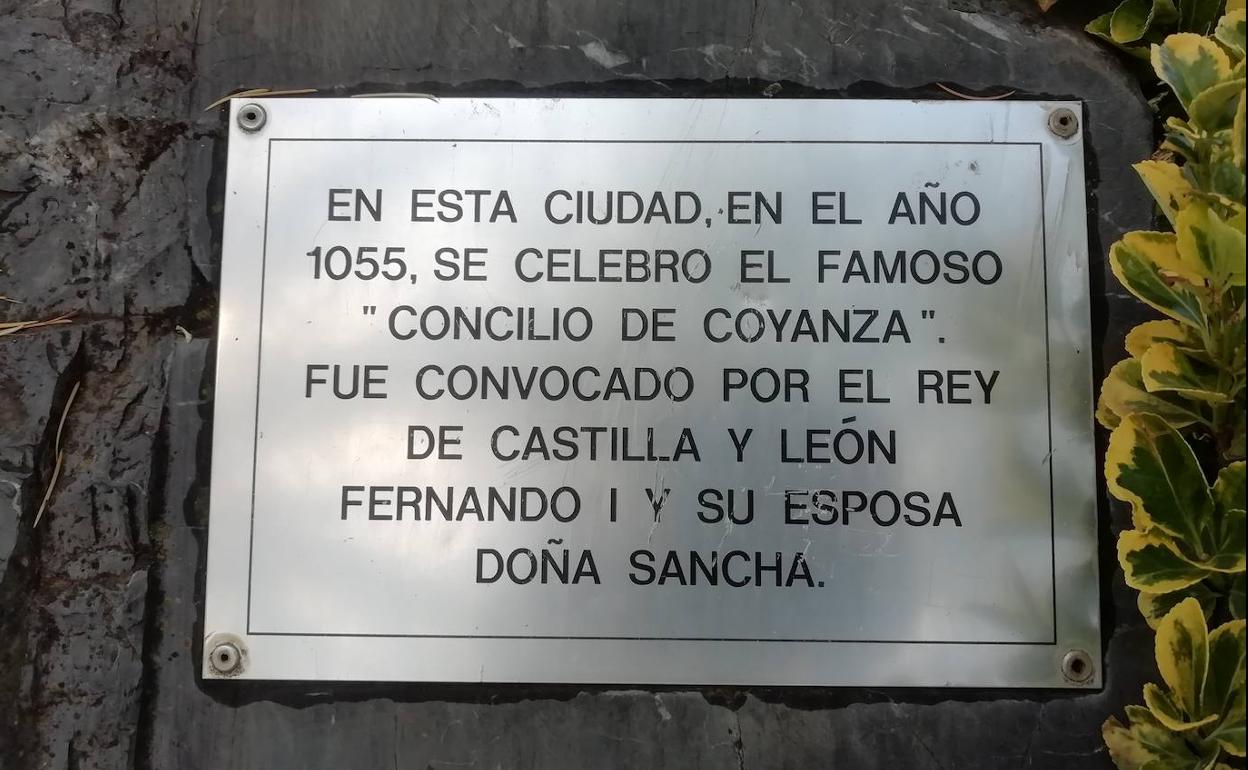 EN ESTA CIUDAD, EN EL AÑO
1055, SE CELEBRO EL FAMOSO
"CONCILIO DE COYANZA".
FUE CONVOCADO POR EL REY
DE CASTILLA Y LEÓN
FERNANDO I Y SU ESPOSA
DOÑA SANCHA.